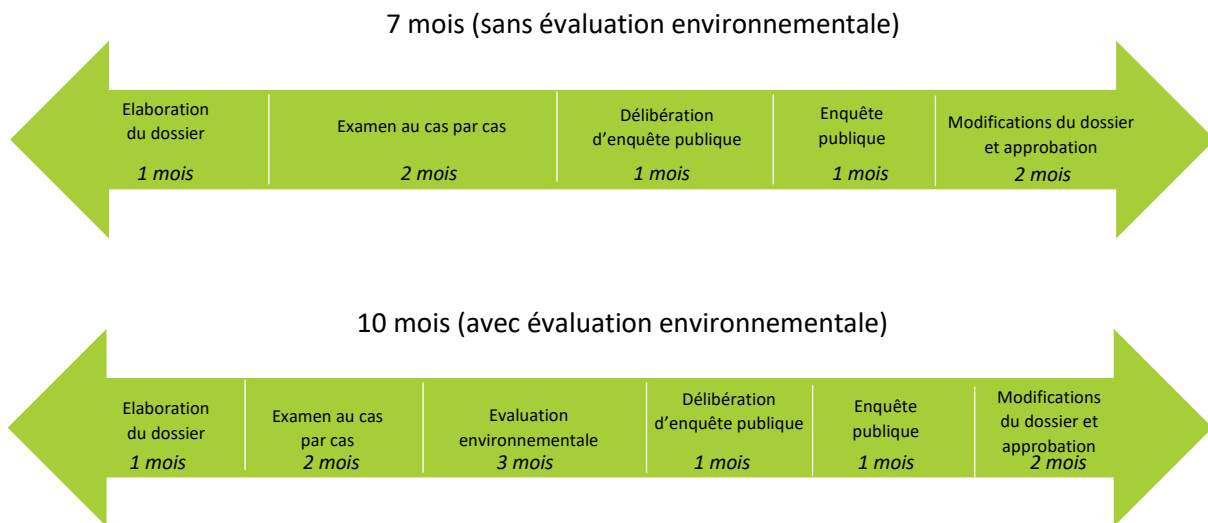 7 mois (sans évaluation environnementale)
Elaboration
du dossier
1 mois
Examen au cas par cas
2 mois
Délibération
d'enquête publique
1 mois
Enquête
publique
1 mois
Modifications du dossier
et approbation
2 mois
10 mois (avec évaluation environnementale)
Elaboration
du dossier
1 mois
Examen au cas
par cas
2 mois
Evaluation
environnementale
3 mois
Délibération
d'enquête publique
1 mois
Enquête
publique
1 mois
Modifications
du dossier et
approbation
2 mois